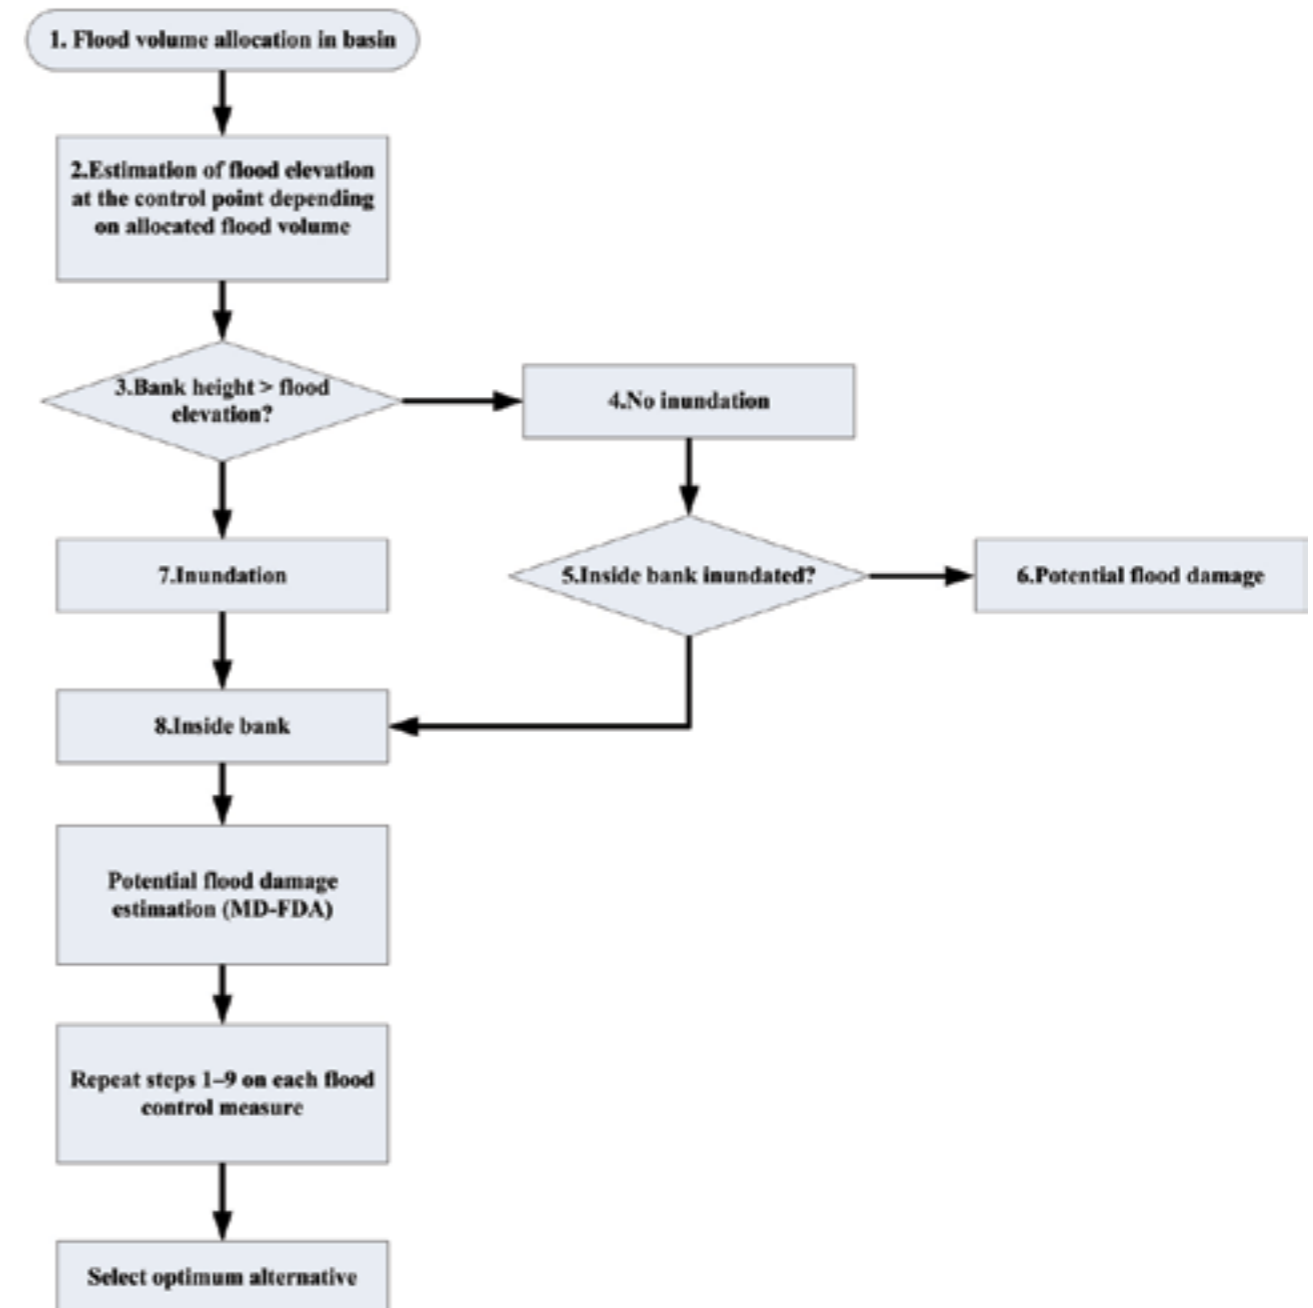 1. Flood volume allocation in basin
2.Estimation of flood elevation
at the control point depending
on allocated flood volume
3.Bank height > flood
elevation?
4.No inundation
5.Inside bank inundated?
6.Potential flood damage
7.Inundation
8.Inside bank
Potential flood damage
estimation (MD-FDA)
Repeat steps 1–9 on each flood
control measure
Select optimum alternative